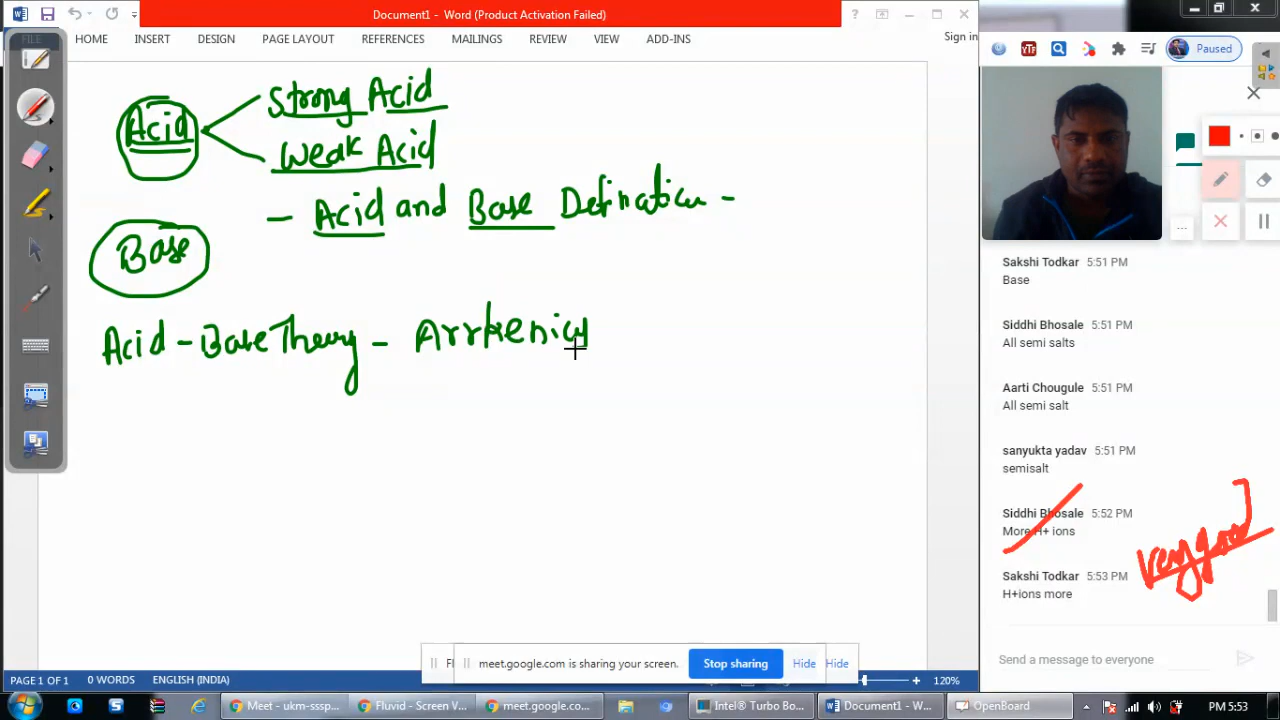 Document1 - Word (Product Activation Failed)
FILE HOME INSERT DESIGN PAGE LAYOUT REFERENCES MAILINGS REVIEW VIEW ADD-INS Sign in
Paused
Acid
Strong Acid
Weak Acid
- Acid and Base Defination -
Base
Acid - Base Theory -
Sakshi Todkar 5:51 PM
Base
Siddhi Bhosale 5:51 PM
All semi salts
Aarti Chougule 5:51 PM
All semi salt
sanyukta yadav 5:51 PM
semisalt
Siddhi Bhosale 5:52 PM
More H+ ions
very good
Sakshi Todkar 5:53 PM
H+ions more
Send a message to everyone
meet.google.com is sharing your screen. Stop sharing Hide Hide
PAGE 1 OF 1 0 WORDS ENGLISH (INDIA) 120%
Meet - ukm-sssp... Fluvid - Screen V... meet.google.co... Intel® Turbo Bo... Document1 - W... OpenBoard PM 5:53